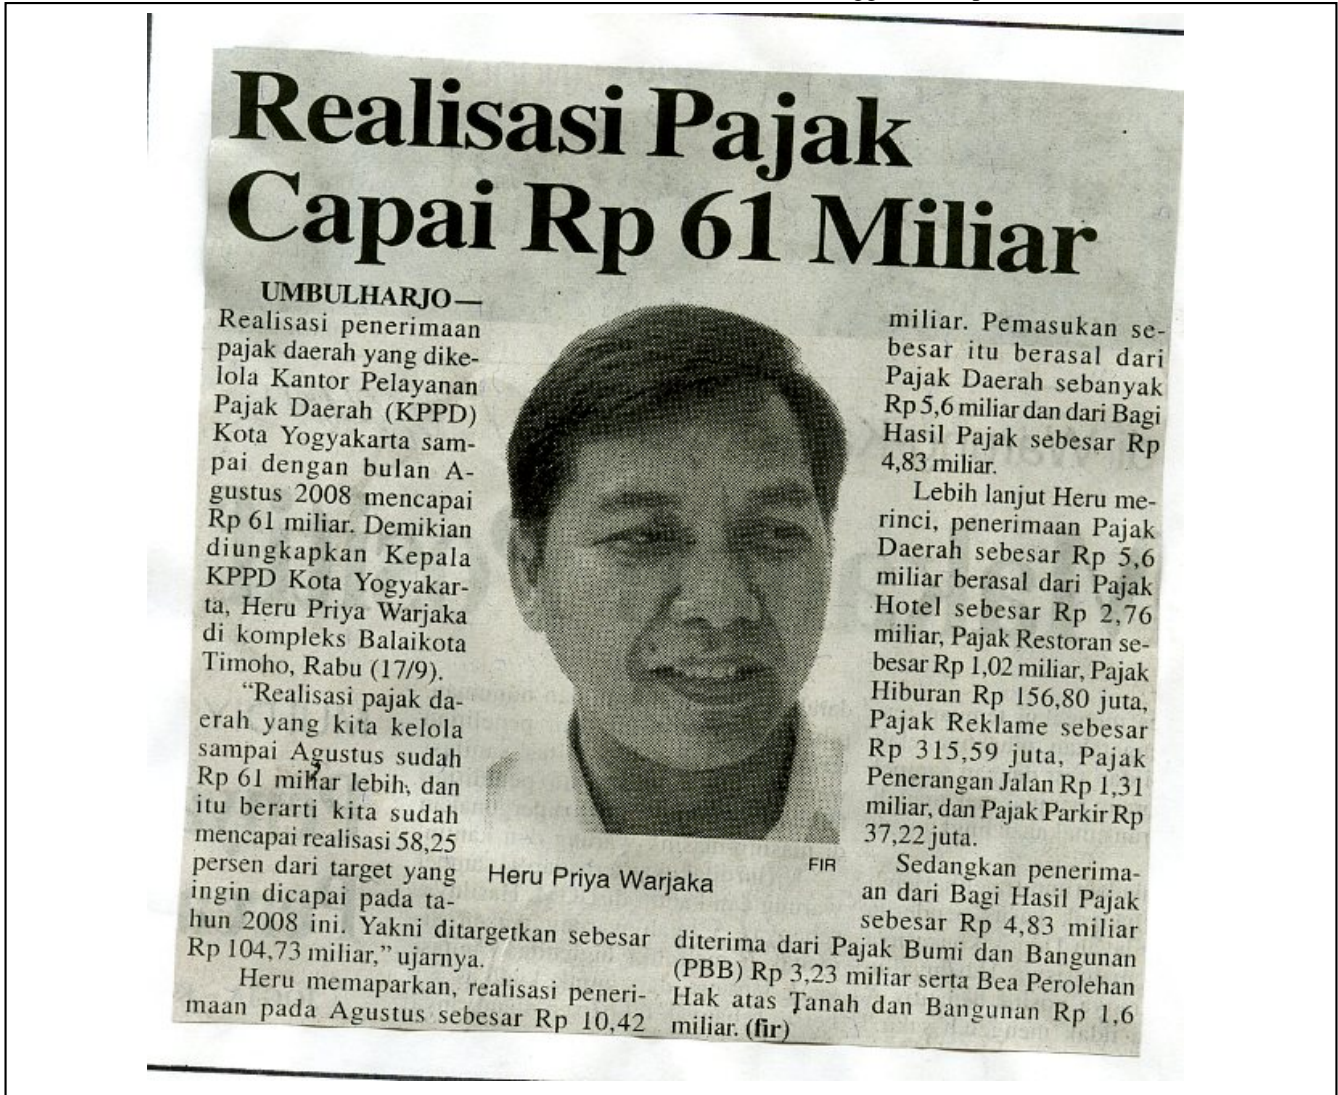 Realisasi Pajak
Capai Rp 61 Miliar
UMBULHARJO—
Realisasi penerimaan
pajak daerah yang dike-
lola Kantor Pelayanan
Pajak Daerah (KPPD)
Kota Yogyakarta sam-
pai dengan bulan A-
gustus 2008 mencapai
Rp 61 miliar. Demikian
diungkapkan Kepala
KPPD Kota Yogyakar-
ta, Heru Priya Warjaka
di kompleks Balaikota
Timoho, Rabu (17/9).
“Realisasi pajak da-
erah yang kita kelola
sampai Agustus sudah
Rp 61 miliar lebih, dan
itu berarti kita sudah
mencapai realisasi 58,25
persen dari target yang
ingin dicapai pada ta-
hun 2008 ini. Yakni ditargetkan sebesar
Rp 104,73 miliar,” ujarnya.
Heru memaparkan, realisasi peneri-
maan pada Agustus sebesar Rp 10,42
FIR
Heru Priya Warjaka
miliar. Pemasukan se-
besar itu berasal dari
Pajak Daerah sebanyak
Rp 5,6 miliar dan dari Bagi
Hasil Pajak sebesar Rp
4,83 miliar.
Lebih lanjut Heru me-
rinci, penerimaan Pajak
Daerah sebesar Rp 5,6
miliar berasal dari Pajak
Hotel sebesar Rp 2,76
miliar, Pajak Restoran se-
besar Rp 1,02 miliar, Pajak
Hiburan Rp 156,80 juta,
Pajak Reklame sebesar
Rp 315,59 juta, Pajak
Penerangan Jalan Rp 1,31
miliar, dan Pajak Parkir Rp
37,22 juta.
Sedangkan penerima-
an dari Bagi Hasil Pajak
sebesar Rp 4,83 miliar
diterima dari Pajak Bumi dan Bangunan
(PBB) Rp 3,23 miliar serta Bea Perolehan
Hak atas Tanah dan Bangunan Rp 1,6
miliar. (fir)